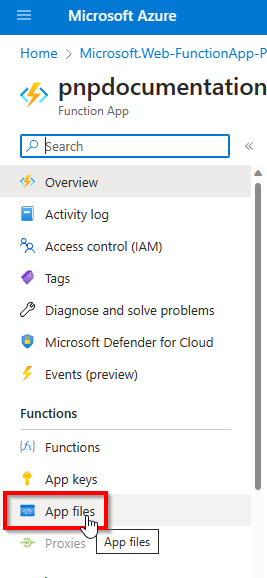 Microsoft Azure
Home > Microsoft.Web-FunctionApp-P
pnpdocumentation
Function App
Search
Overview
Activity log
Access control (IAM)
Tags
Diagnose and solve problems
Microsoft Defender for Cloud
Events (preview)
Functions
Functions
App keys
App files
Proxies
App files